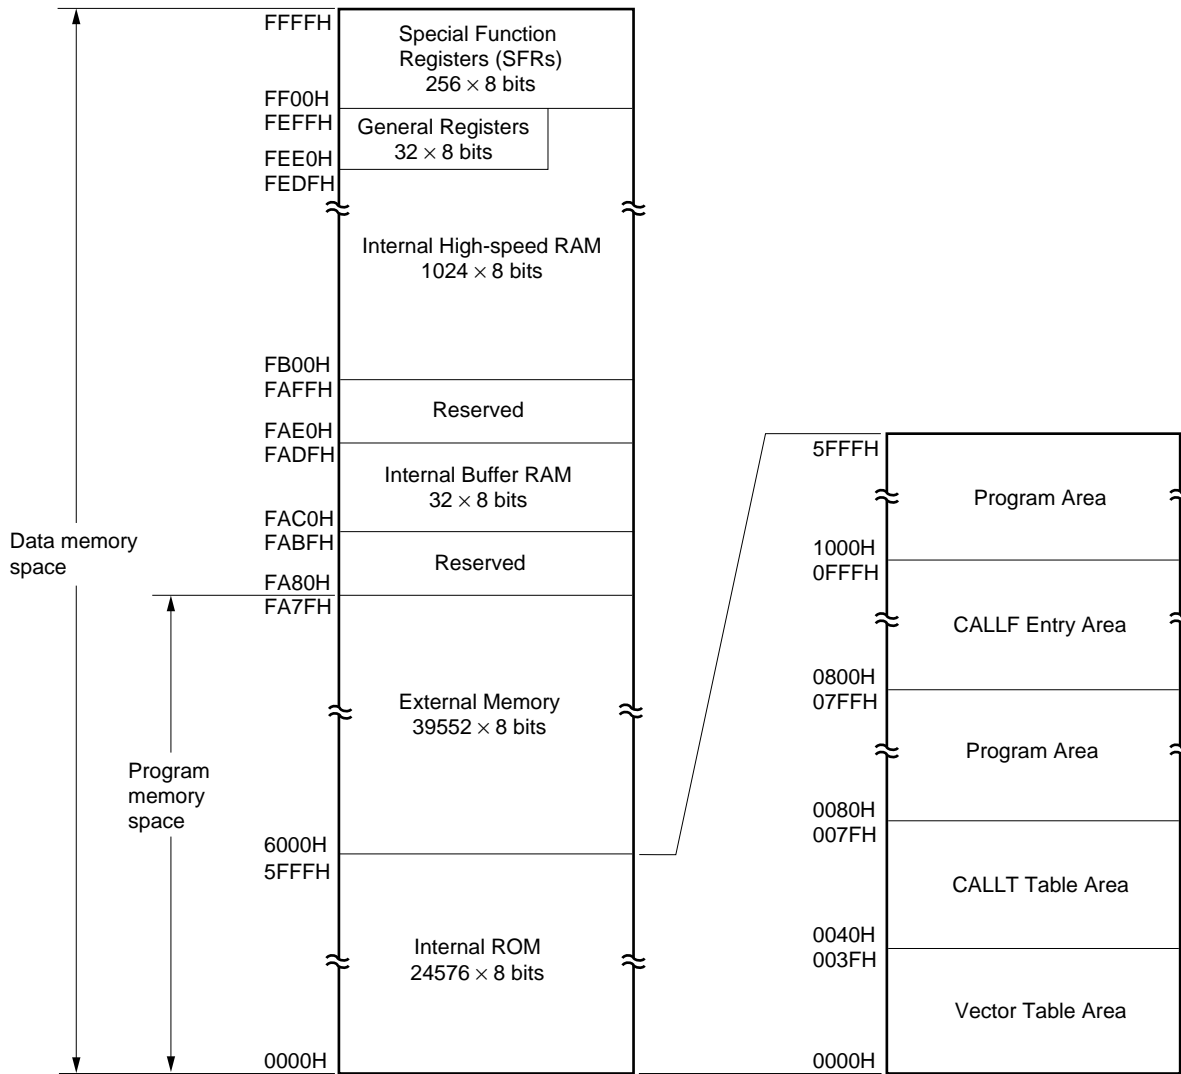 FFFFH
Special Function
Registers (SFRs)
256 × 8 bits
FF00H
FEFFH
General Registers
32 × 8 bits
FEE0H
FEDFH
Internal High-speed RAM
1024 × 8 bits
FB00H
FAFFH
Reserved
FAE0H
FADFH
Internal Buffer RAM
32 × 8 bits
FAC0H
FABFH
Reserved
FA80H
FA7FH
Data memory
space
External Memory
39552 × 8 bits
Program
memory
space
6000H
5FFFH
Internal ROM
24576 × 8 bits
0000H
5FFFH
Program Area
1000H
0FFFH
CALLF Entry Area
0800H
07FFH
Program Area
0080H
007FH
CALLT Table Area
0040H
003FH
Vector Table Area
0000H